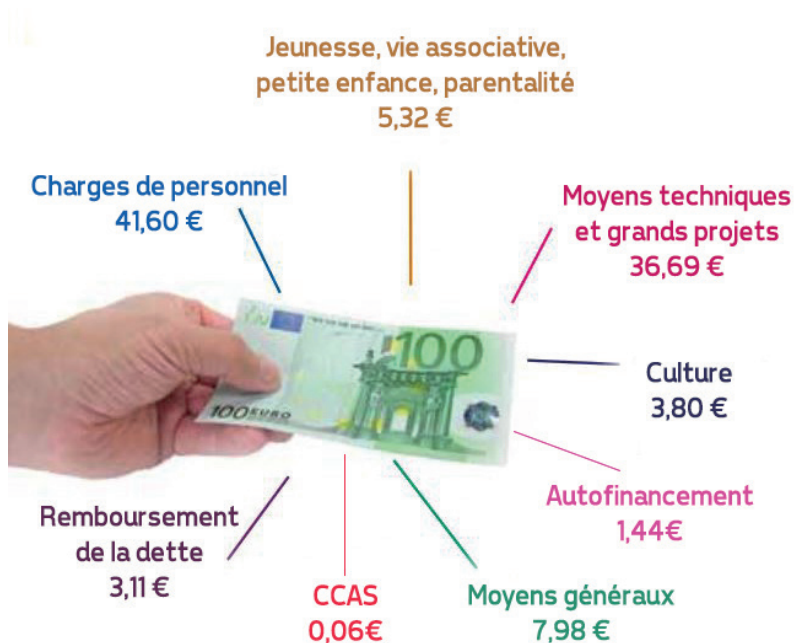 Jeunesse, vie associative,
petite enfance, parentalité
5,32 €
Charges de personnel
41,60 €
Moyens techniques
et grands projets
36,69 €
100
100 EURO
Culture
3,80 €
Autofinancement
1,44€
Remboursement
de la dette
3,11 €
CCAS
0,06€
Moyens généraux
7,98 €